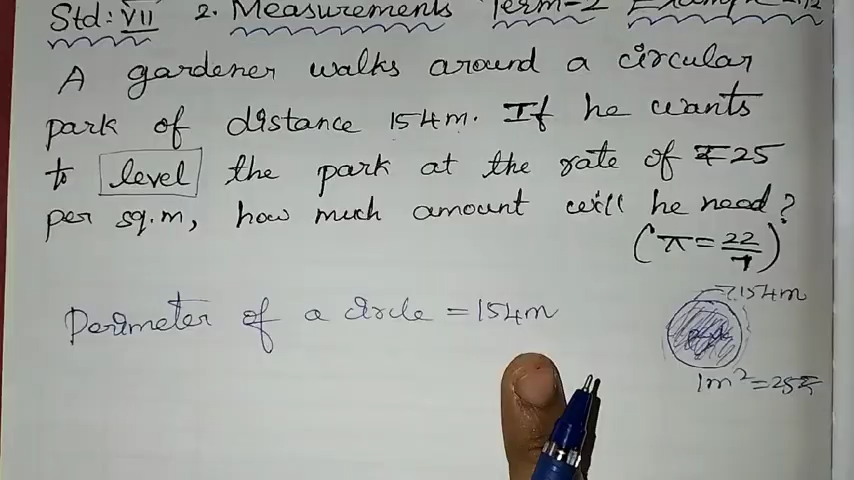 Std: VII 2. Measurements Term-2
A gardener walks around a circular
park of distance 154m. If he wants
to level the park at the rate of ₹25
per sq.m, how much amount will he need?
(π = 22/7)
Perimeter of a circle = 154m
154m
1m² = 25₹